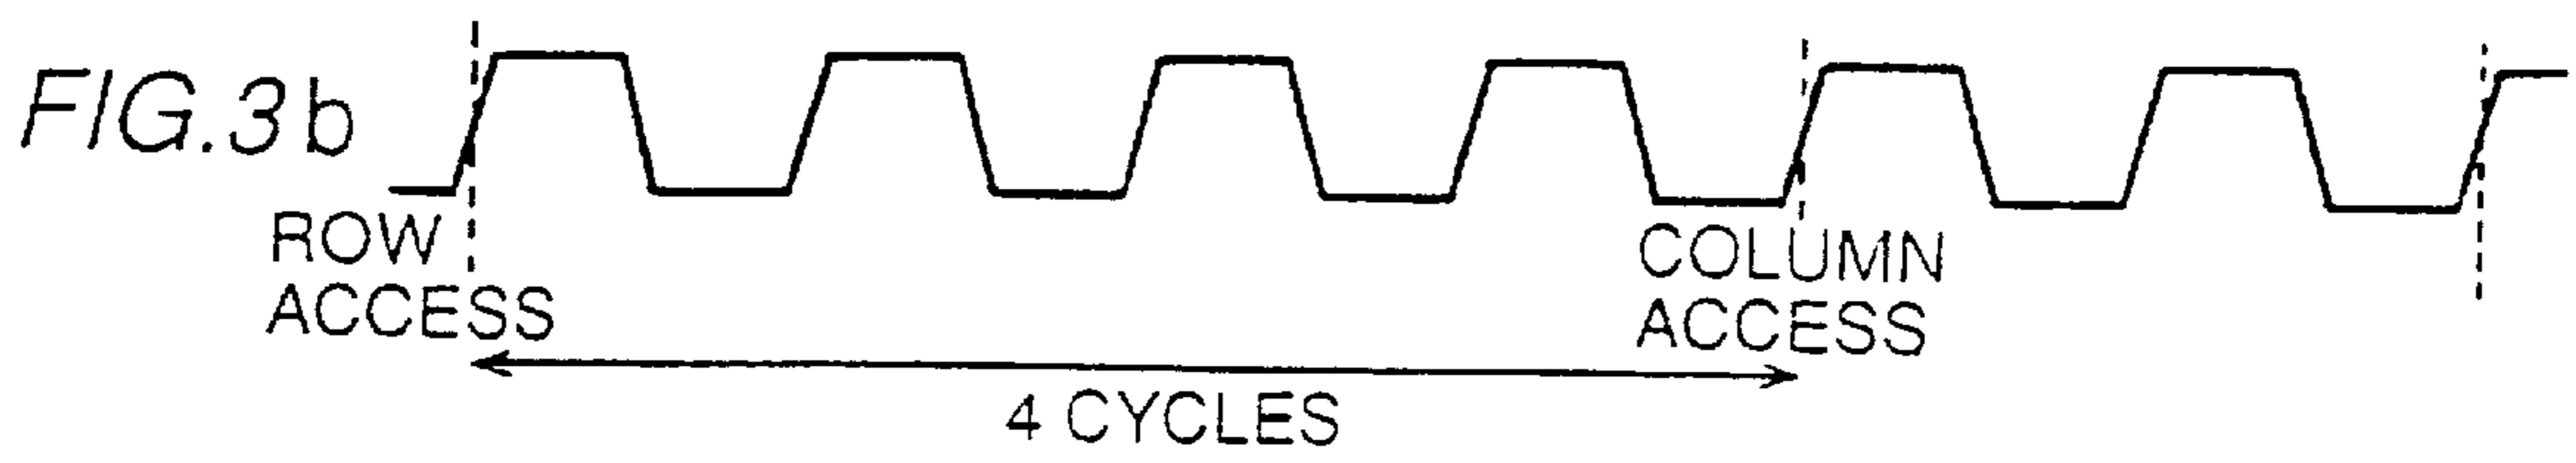 FIG.3b
ROW
ACCESS
COLUMN
ACCESS
4 CYCLES